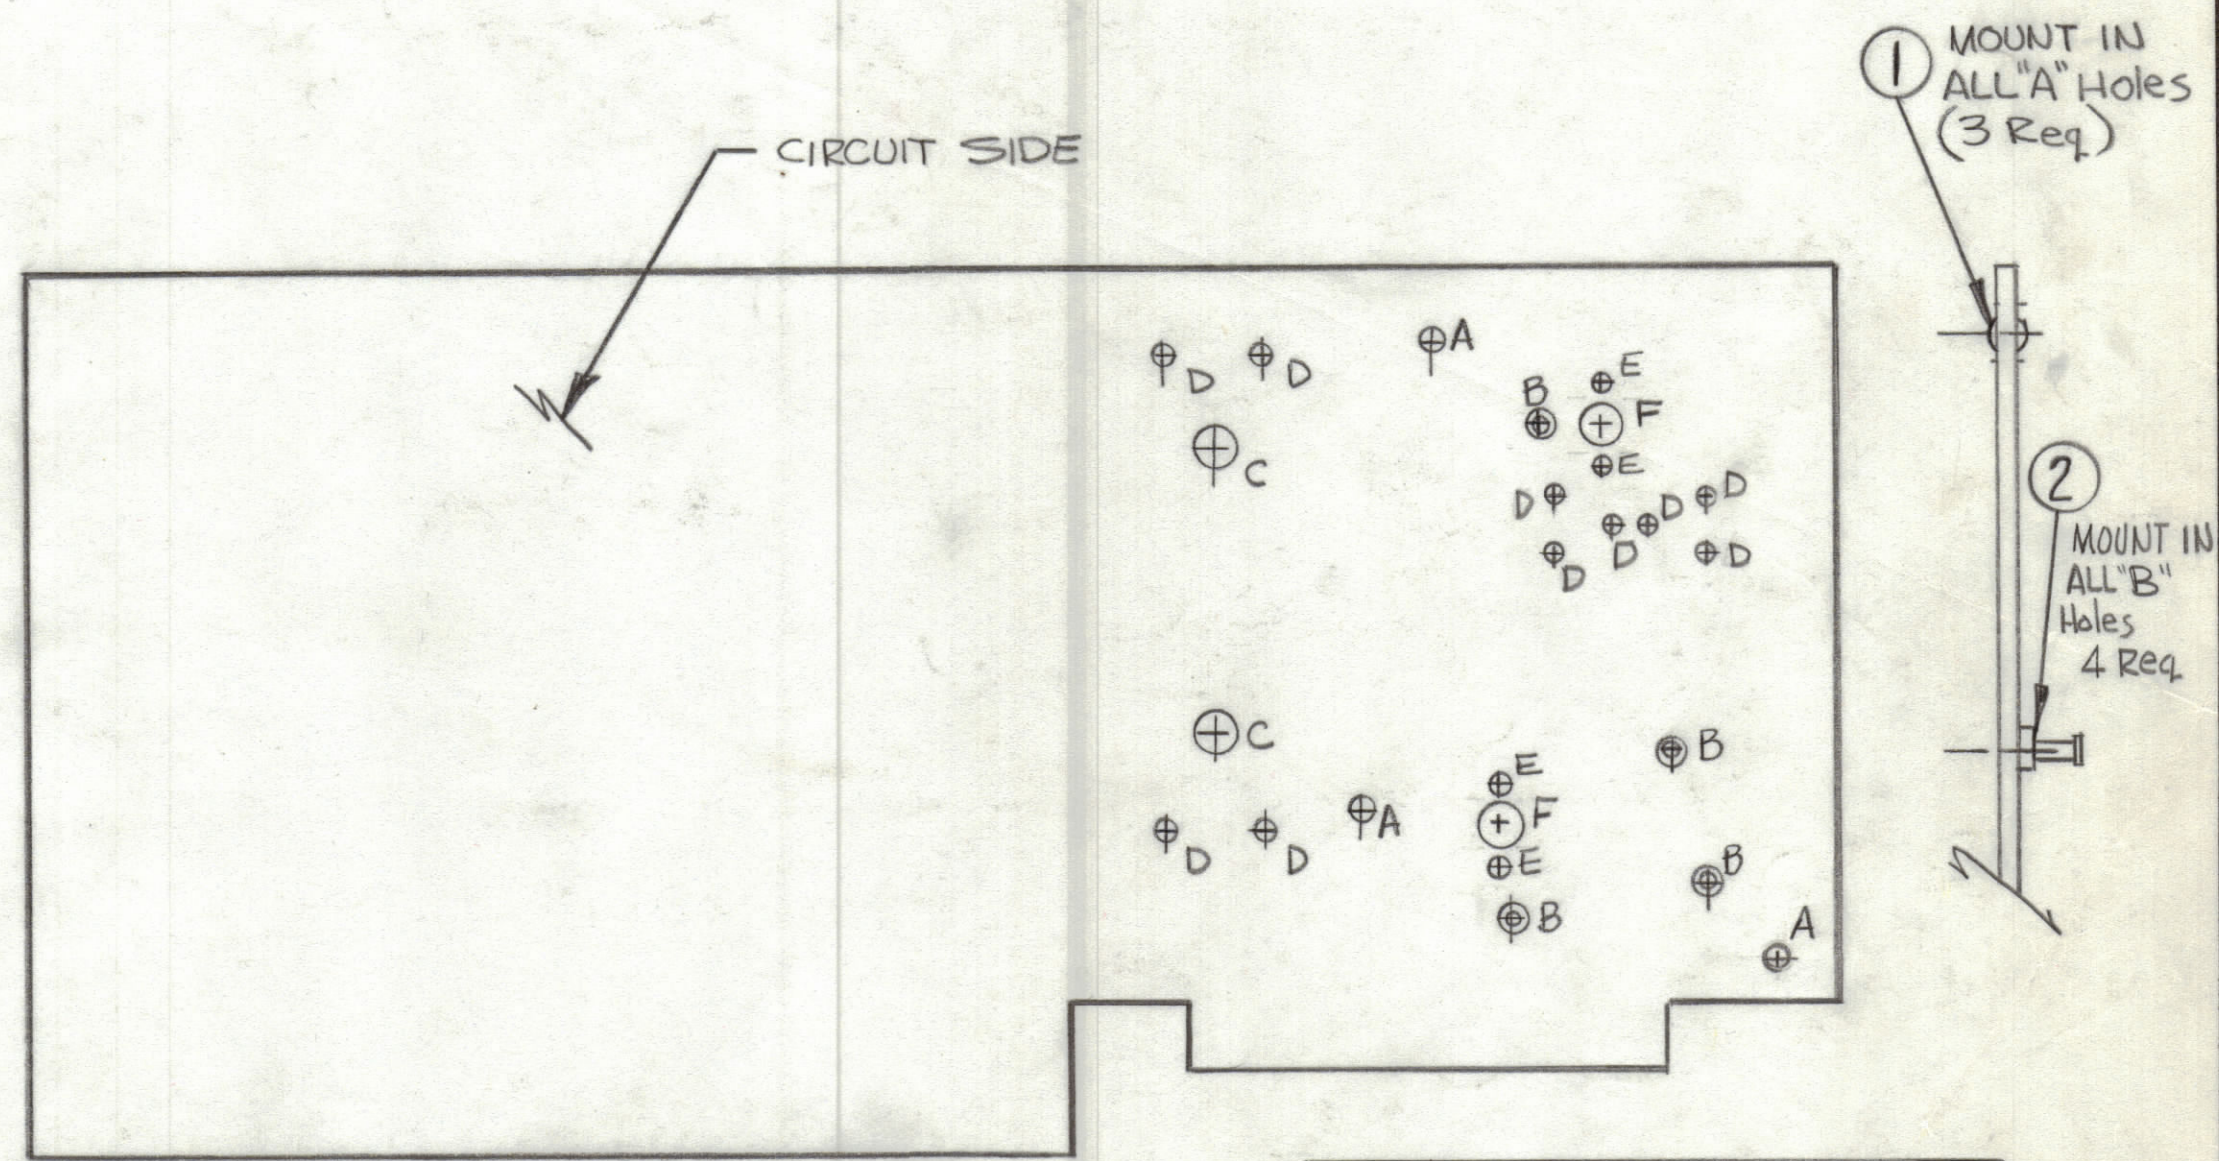 1 MOUNT IN
ALL "A" Holes
(3 Req)
CIRCUIT SIDE
D
D
A
B
E
F
E
C
D
D
D
D
D
D
2
MOUNT IN
ALL "B"
Holes
4 Req
C
B
E
F
A
E
D
D
B
B
A